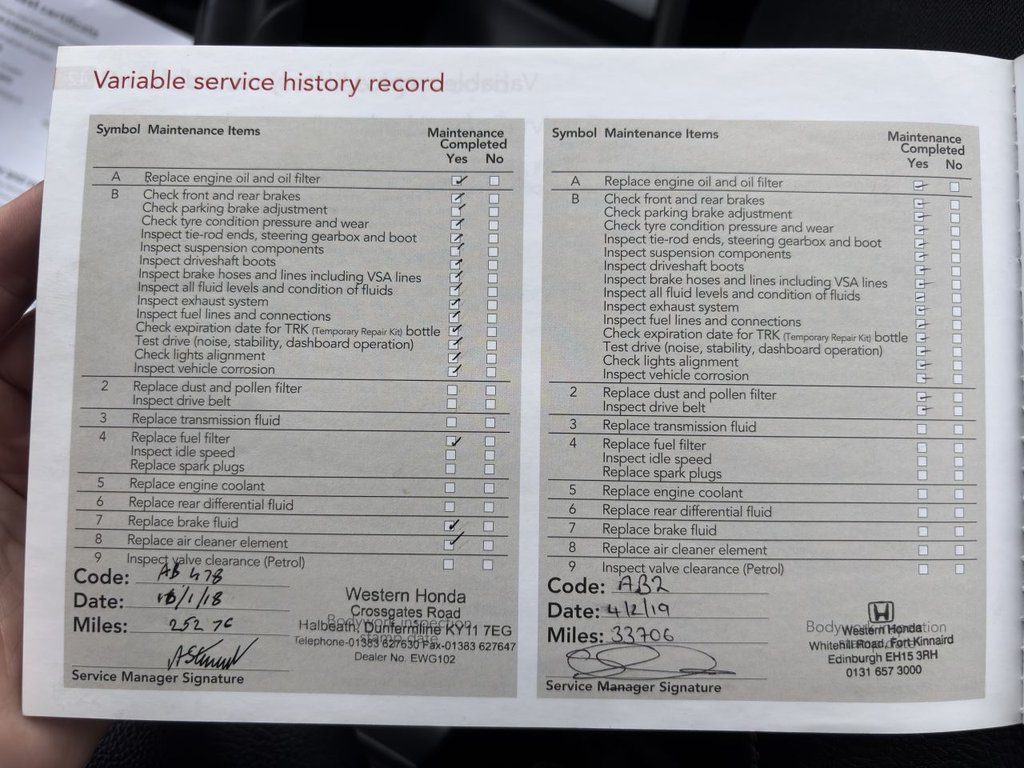 Variable service history record
Symbol Maintenance Items
Maintenance
Completed
Yes No
A Replace engine oil and oil filter
B Check front and rear brakes
Check parking brake adjustment
Check tyre condition pressure and wear
Inspect tie-rod ends, steering gearbox and boot
Inspect suspension components
Inspect driveshaft boots
Inspect brake hoses and lines including VSA lines
Inspect all fluid levels and condition of fluids
Inspect exhaust system
Inspect fuel lines and connections
Check expiration date for TRK (Temporary Repair Kit) bottle
Test drive (noise, stability, dashboard operation)
Check lights alignment
Inspect vehicle corrosion
2 Replace dust and pollen filter
Inspect drive belt
3 Replace transmission fluid
4 Replace fuel filter
Inspect idle speed
Replace spark plugs
5 Replace engine coolant
6 Replace rear differential fluid
7 Replace brake fluid
8 Replace air cleaner element
9 Inspect valve clearance (Petrol)
Code: AB 478
Date: /1/18
Miles: 25276
Service Manager Signature
Western Honda
Crossgates Road
Bodywork inspection
Halbeath, Dunfermline KY11 7EG
stamp date
Telephone-01383 627630 Fax-01383 627647
Dealer No. EWG102
Symbol Maintenance Items
Maintenance
Completed
Yes No
A Replace engine oil and oil filter
B Check front and rear brakes
Check parking brake adjustment
Check tyre condition pressure and wear
Inspect tie-rod ends, steering gearbox and boot
Inspect suspension components
Inspect driveshaft boots
Inspect brake hoses and lines including VSA lines
Inspect all fluid levels and condition of fluids
Inspect exhaust system
Inspect fuel lines and connections
Check expiration date for TRK (Temporary Repair Kit) bottle
Test drive (noise, stability, dashboard operation)
Check lights alignment
Inspect vehicle corrosion
2 Replace dust and pollen filter
Inspect drive belt
3 Replace transmission fluid
4 Replace fuel filter
Inspect idle speed
Replace spark plugs
5 Replace engine coolant
6 Replace rear differential fluid
7 Replace brake fluid
8 Replace air cleaner element
9 Inspect valve clearance (Petrol)
Code: AB2
Date: 4/2/19
Miles: 33706
Service Manager Signature
Bodywork inspection
Western Honda
Whitehill Road, Fort Kinnaird
Edinburgh EH15 3RH
0131 657 3000